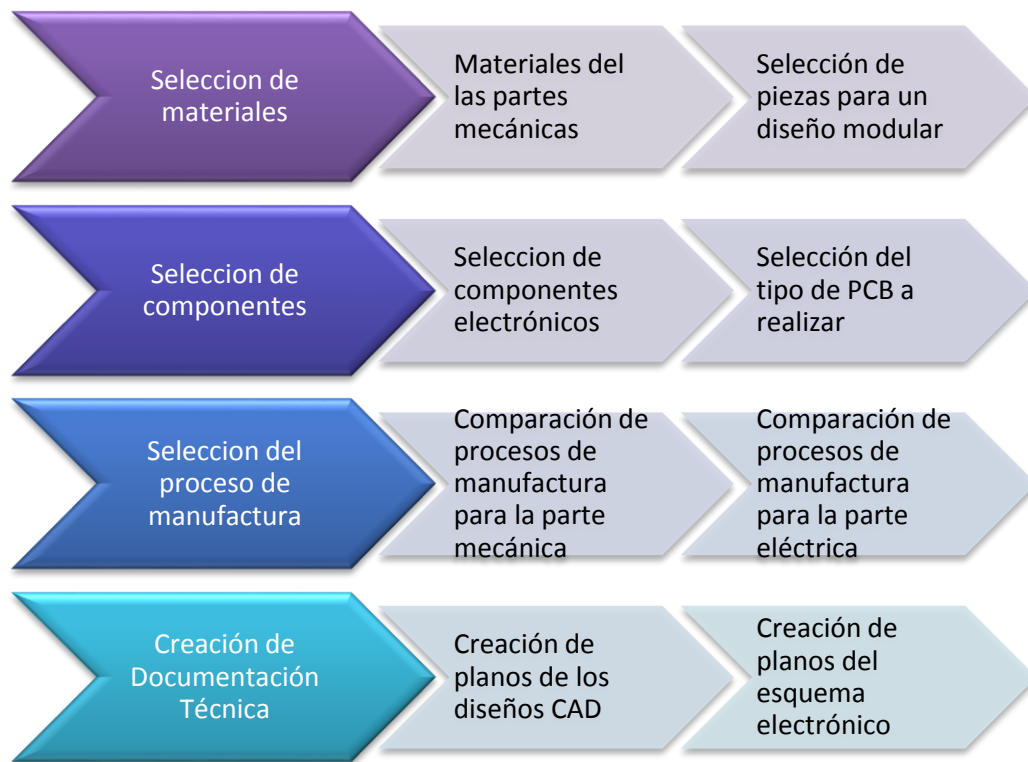 Seleccion de
materiales
Materiales del
las partes
mecánicas
Selección de
piezas para un
diseño modular
Seleccion de
componentes
Seleccion de
componentes
electrónicos
Selección del
tipo de PCB a
realizar
Seleccion del
proceso de
manufactura
Comparación de
procesos de
manufactura
para la parte
mecánica
Comparación de
procesos de
manufactura
para la parte
eléctrica
Creación de
Documentación
Técnica
Creación de
planos de los
diseños CAD
Creación de
planos del
esquema
electrónico